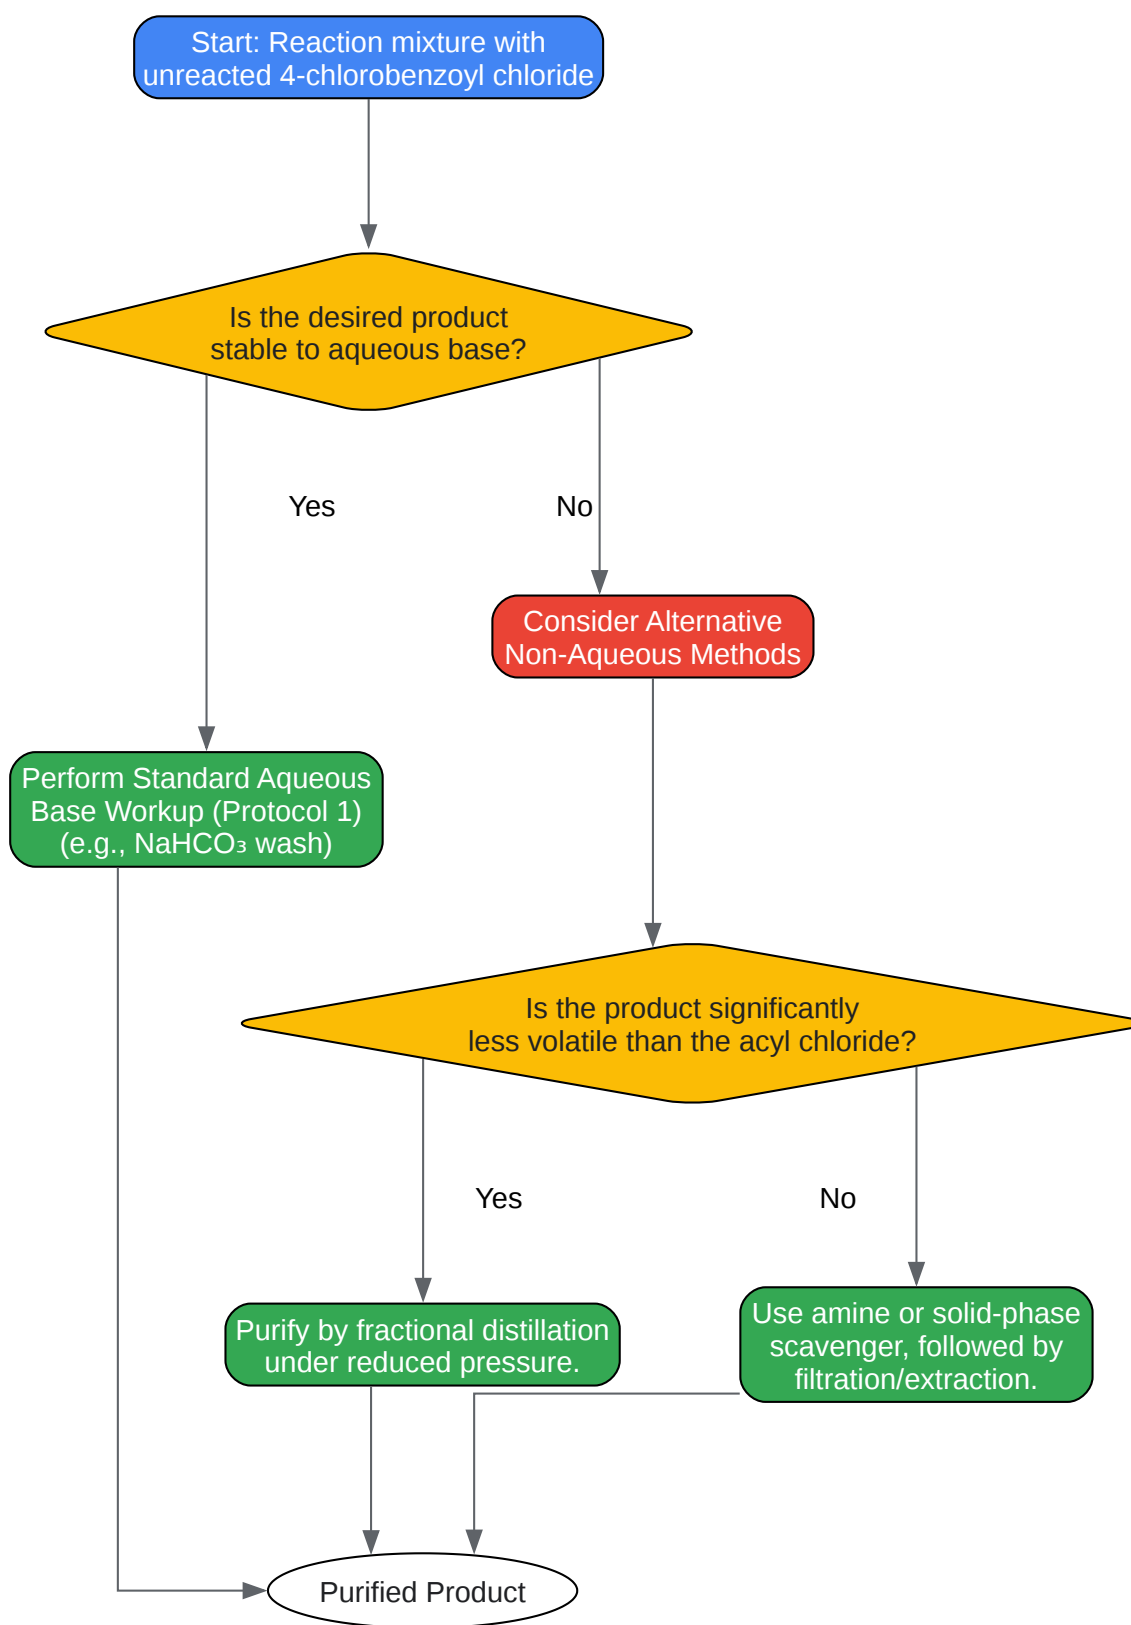 Start: Reaction mixture with
unreacted 4-chlorobenzoyl chloride
Is the desired product
stable to aqueous base?
Yes
No
Consider Alternative
Non-Aqueous Methods
Perform Standard Aqueous
Base Workup (Protocol 1)
(e.g., NaHCO₃ wash)
Is the product significantly
less volatile than the acyl chloride?
Yes
No
Purify by fractional distillation
under reduced pressure.
Use amine or solid-phase
scavenger, followed by
filtration/extraction.
Purified Product